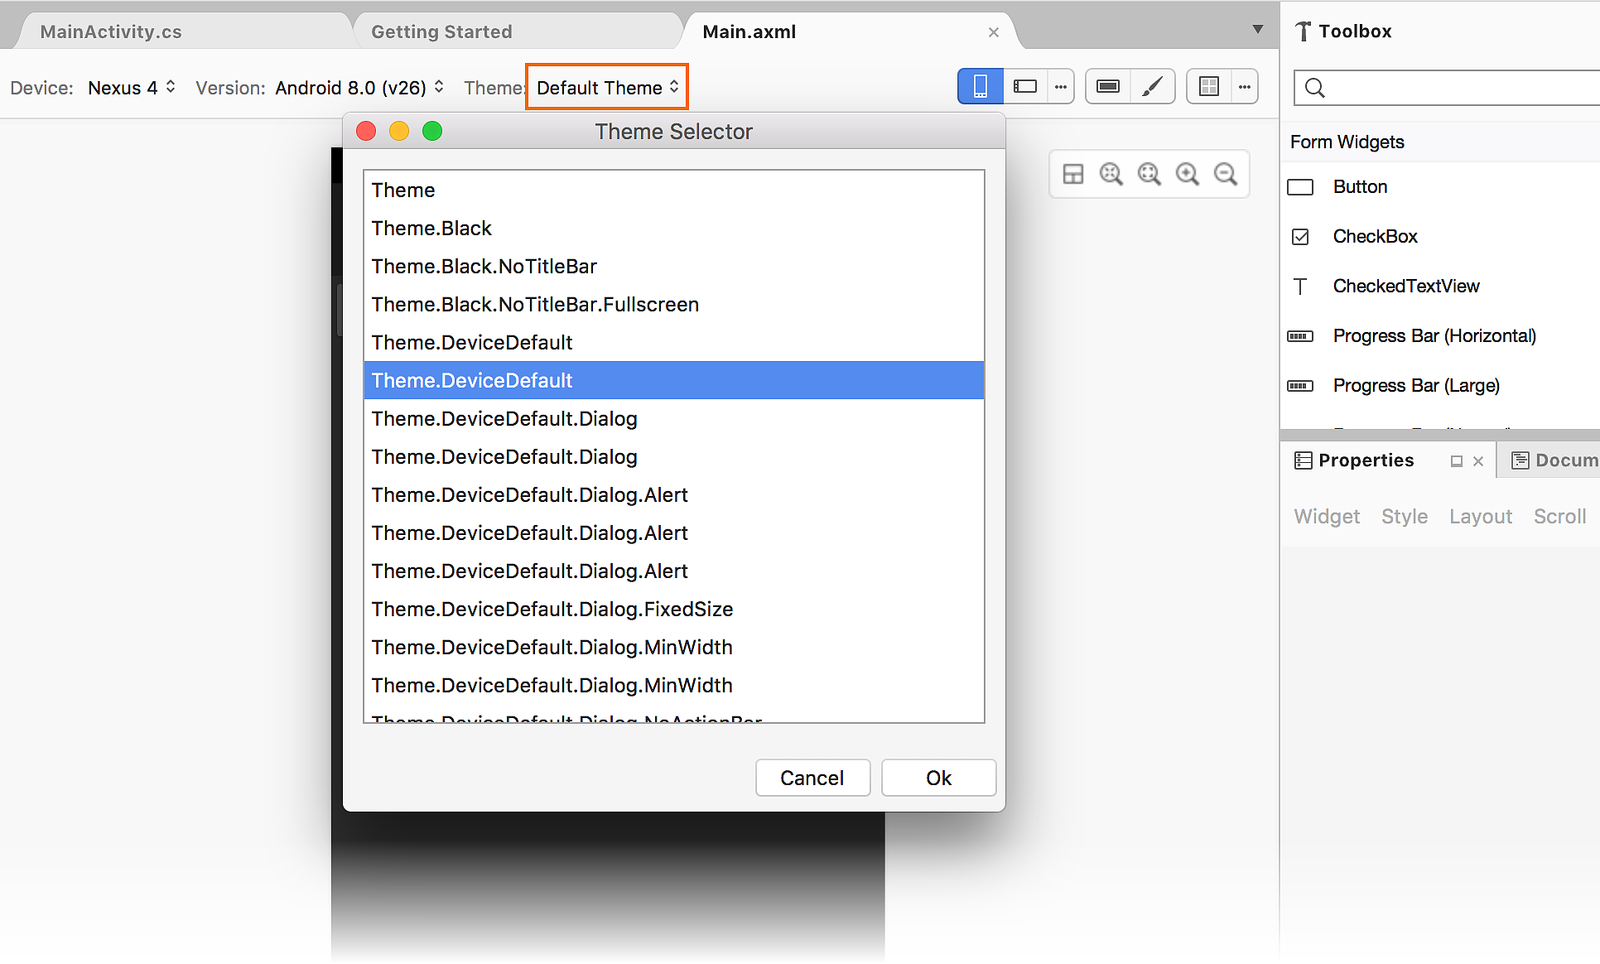 MainActivity.cs
Getting Started
Main.axml
Toolbox
Device: Nexus 4 Version: Android 8.0 (v26) Theme: Default Theme
Theme Selector
Theme
Theme.Black
Theme.Black.NoTitleBar
Theme.Black.NoTitleBar.Fullscreen
Theme.DeviceDefault
Theme.DeviceDefault
Theme.DeviceDefault.Dialog
Theme.DeviceDefault.Dialog
Theme.DeviceDefault.Dialog.Alert
Theme.DeviceDefault.Dialog.Alert
Theme.DeviceDefault.Dialog.Alert
Theme.DeviceDefault.Dialog.FixedSize
Theme.DeviceDefault.Dialog.MinWidth
Theme.DeviceDefault.Dialog.MinWidth
Theme.DeviceDefault.Dialog.NoActionBar
Cancel
Ok
Form Widgets
Button
CheckBox
CheckedTextView
Progress Bar (Horizontal)
Progress Bar (Large)
Properties
Docum
Widget Style Layout Scroll